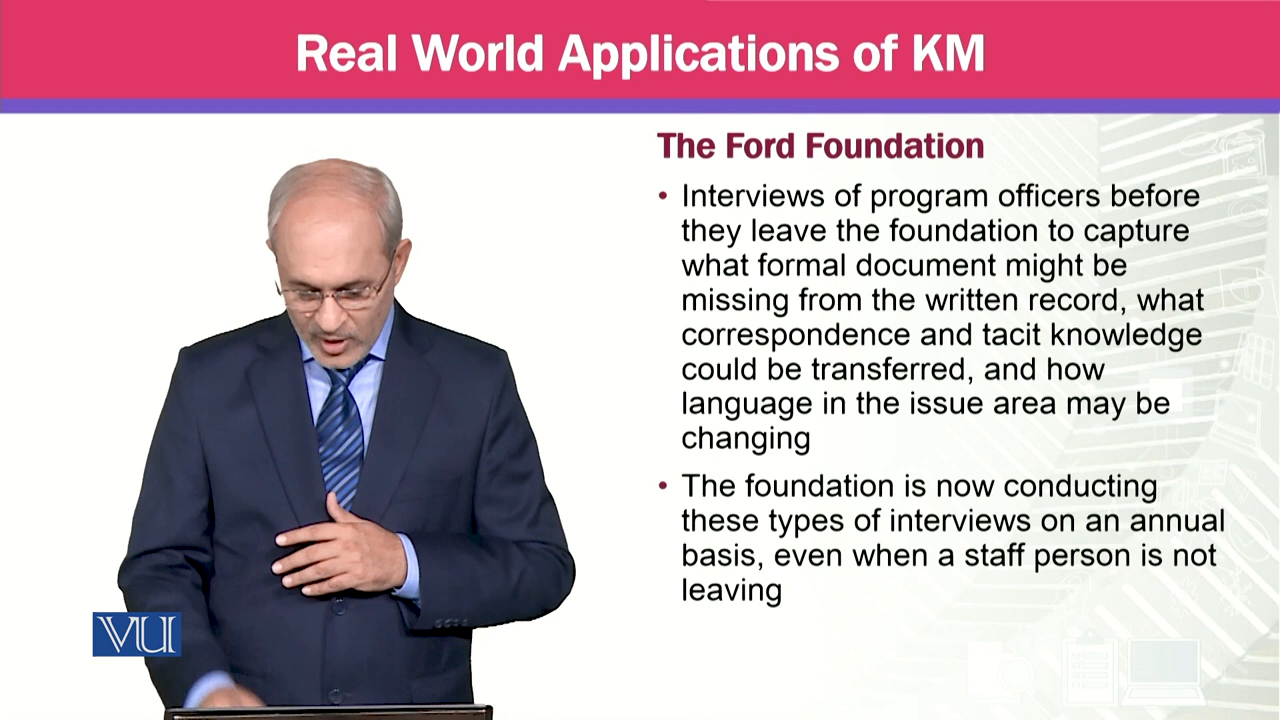 Real World Applications of KM
The Ford Foundation
• Interviews of program officers before
they leave the foundation to capture
what formal document might be
missing from the written record, what
correspondence and tacit knowledge
could be transferred, and how
language in the issue area may be
changing
• The foundation is now conducting
these types of interviews on an annual
basis, even when a staff person is not
leaving
VU